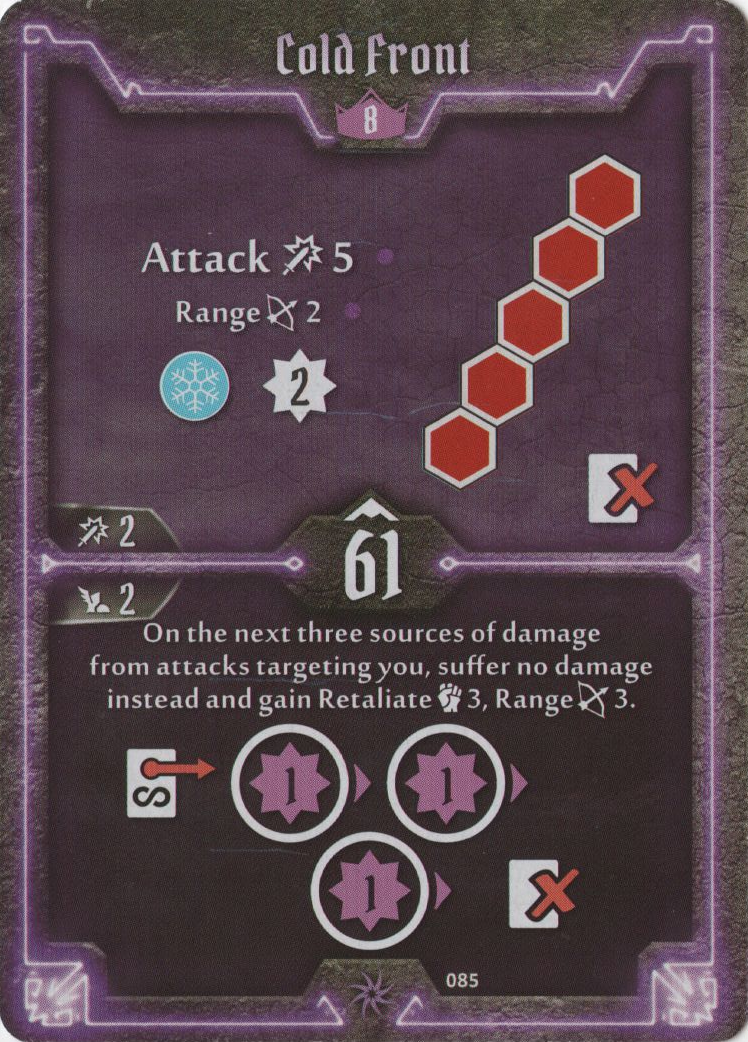 Cold Front
8
Attack 5
Range 2
2
2
61
2
On the next three sources of damage
from attacks targeting you, suffer no damage
instead and gain Retaliate 3, Range 3.
1 1
1
085